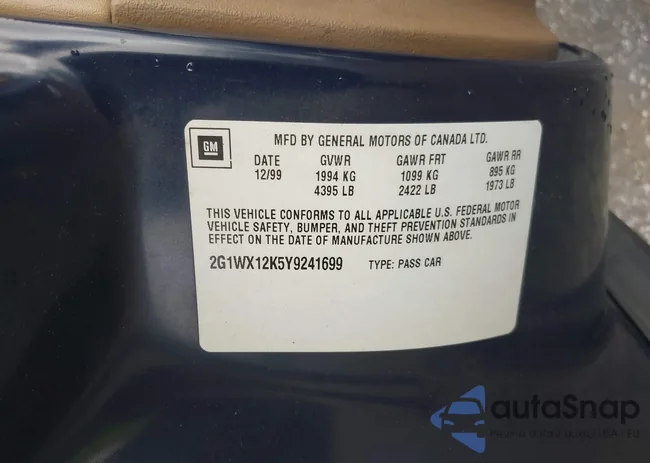 GM
MFD BY GENERAL MOTORS OF CANADA LTD.
DATE GVWR GAWR FRT GAWR RR
12/99 1994 KG 1099 KG 895 KG
4395 LB 2422 LB 1973 LB
THIS VEHICLE CONFORMS TO ALL APPLICABLE U.S. FEDERAL MOTOR
VEHICLE SAFETY, BUMPER, AND THEFT PREVENTION STANDARDS IN
EFFECT ON THE DATE OF MANUFACTURE SHOWN ABOVE.
2G1WX12K5Y9241699 TYPE: PASS CAR
autoSnap